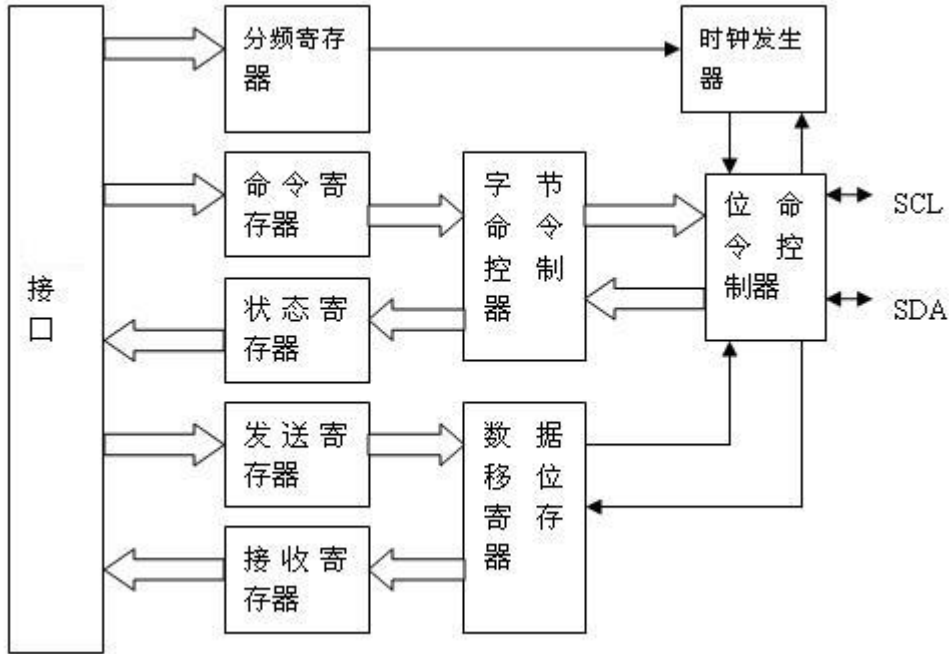 接
口
分频寄存
器
时钟发生
器
命令寄
存器
字节
命令
控制
器
位命
令控
制器
SCL
SDA
状态寄
存器
发送寄
存器
数据
移位
寄存
器
接收寄
存器